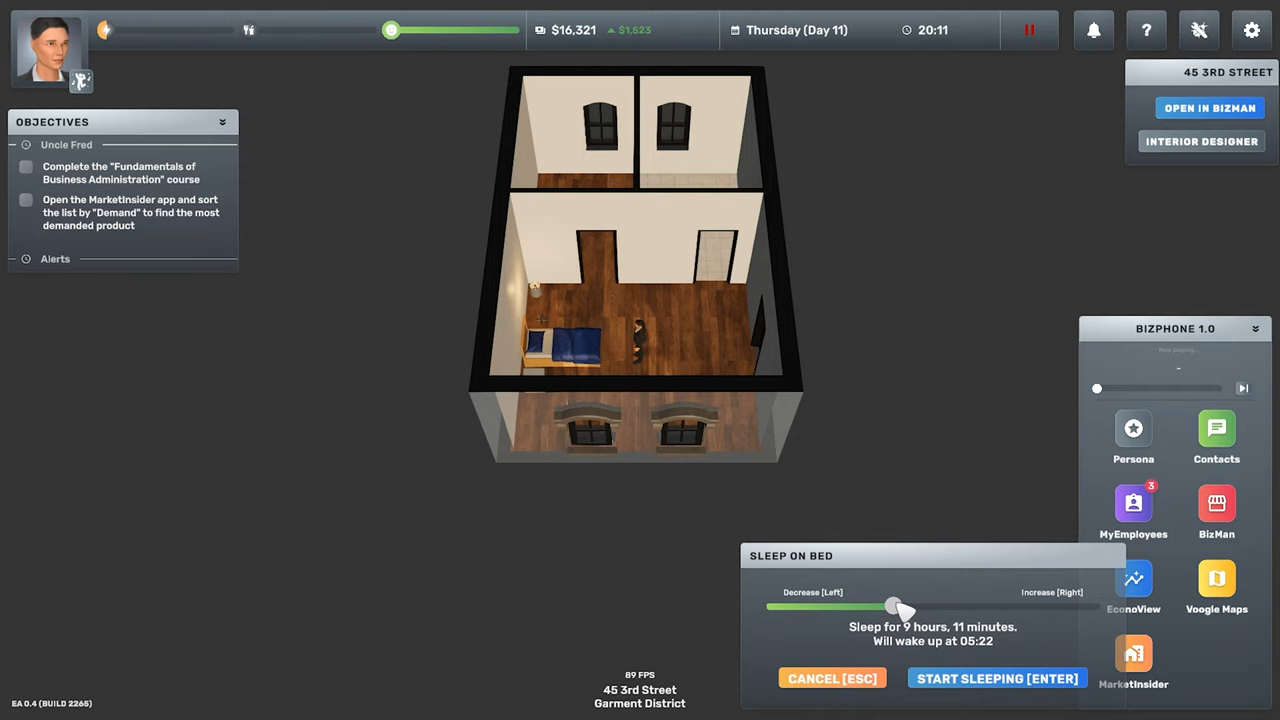 $16,321 $1,523
Thursday (Day 11)
20:11
?
45 3RD STREET
OPEN IN BIZMAN
INTERIOR DESIGNER
OBJECTIVES
Uncle Fred
Complete the "Fundamentals of
Business Administration" course
Open the MarketInsider app and sort
the list by "Demand" to find the most
demanded product
Alerts
BIZPHONE 1.0
Now playing...
-
Persona
Contacts
3
MyEmployees
BizMan
EconoView
Voogle Maps
MarketInsider
SLEEP ON BED
Decrease [Left]
Increase [Right]
Sleep for 9 hours, 11 minutes.
Will wake up at 05:22
CANCEL [ESC]
START SLEEPING [ENTER]
89 FPS
45 3rd Street
Garment District
EA 0.4 (BUILD 2265)